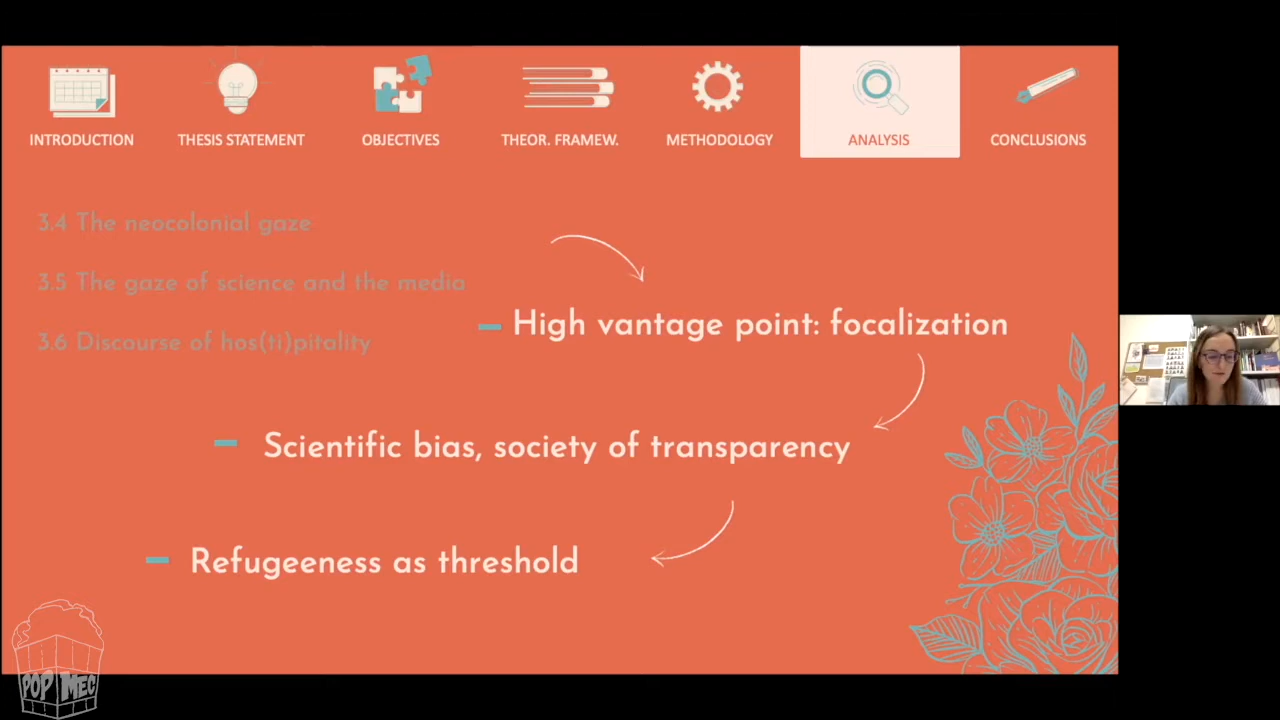 INTRODUCTION
THESIS STATEMENT
OBJECTIVES
THEOR. FRAMEW.
METHODOLOGY
ANALYSIS
CONCLUSIONS
3.4 The neocolonial gaze
3.5 The gaze of science and the media
3.6 Discourse of hos(ti)pitality
High vantage point: focalization
Scientific bias, society of transparency
Refugeeness as threshold
POP MEC